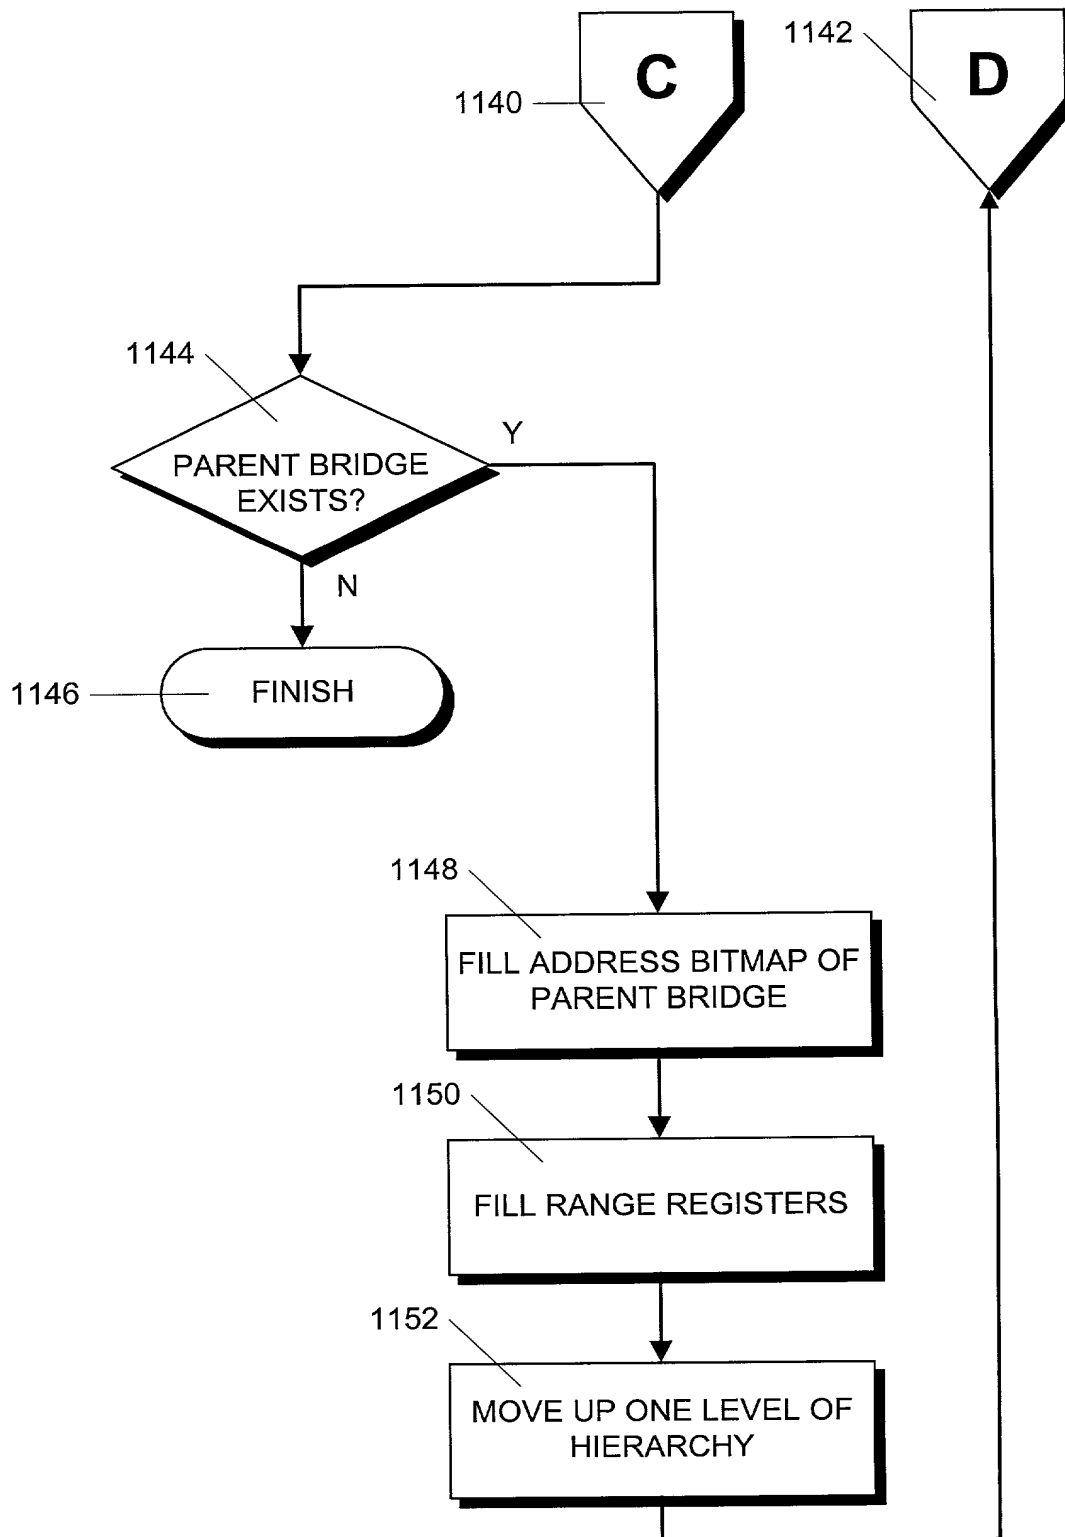 1142
C
D
1140
1144
Y
PARENT BRIDGE
EXISTS?
N
1146
FINISH
1148
FILL ADDRESS BITMAP OF
PARENT BRIDGE
1150
FILL RANGE REGISTERS
1152
MOVE UP ONE LEVEL OF
HIERARCHY